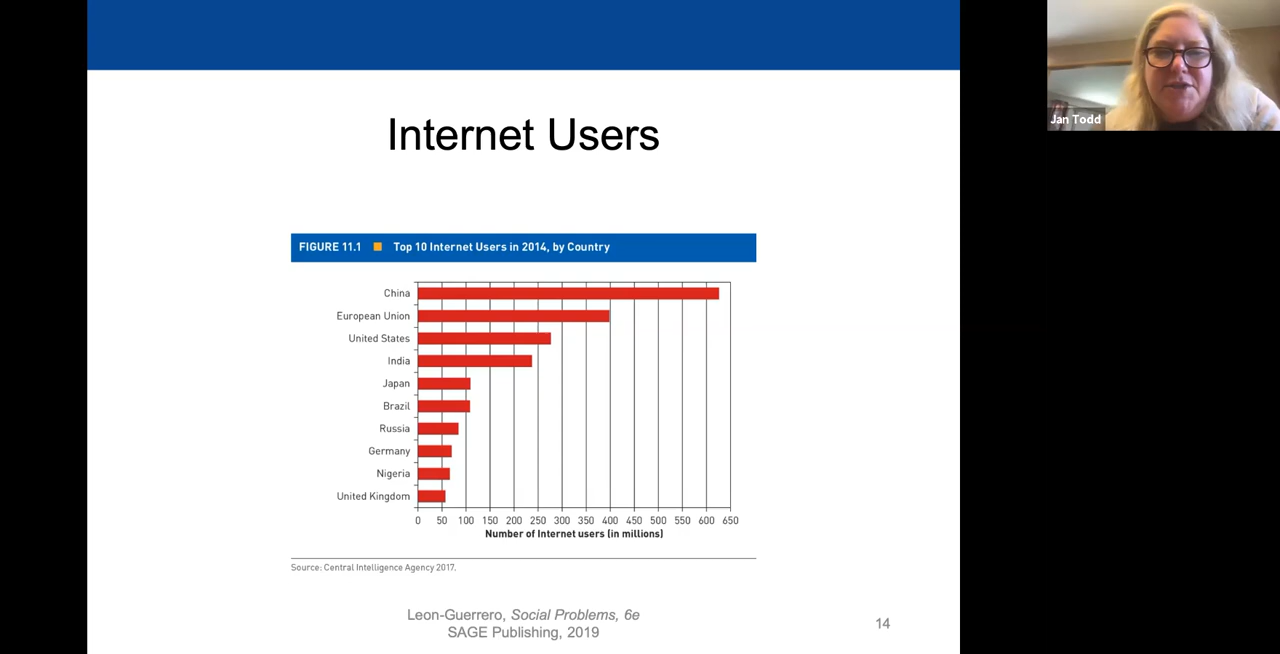 Internet Users
FIGURE 11.1 Top 10 Internet Users in 2014, by Country
China
European Union
United States
India
Japan
Brazil
Russia
Germany
Nigeria
United Kingdom
0 50 100 150 200 250 300 350 400 450 500 550 600 650
Number of Internet users (in millions)
Source: Central Intelligence Agency 2017.
Leon-Guerrero, Social Problems, 6e
SAGE Publishing, 2019
14
Jan Todd